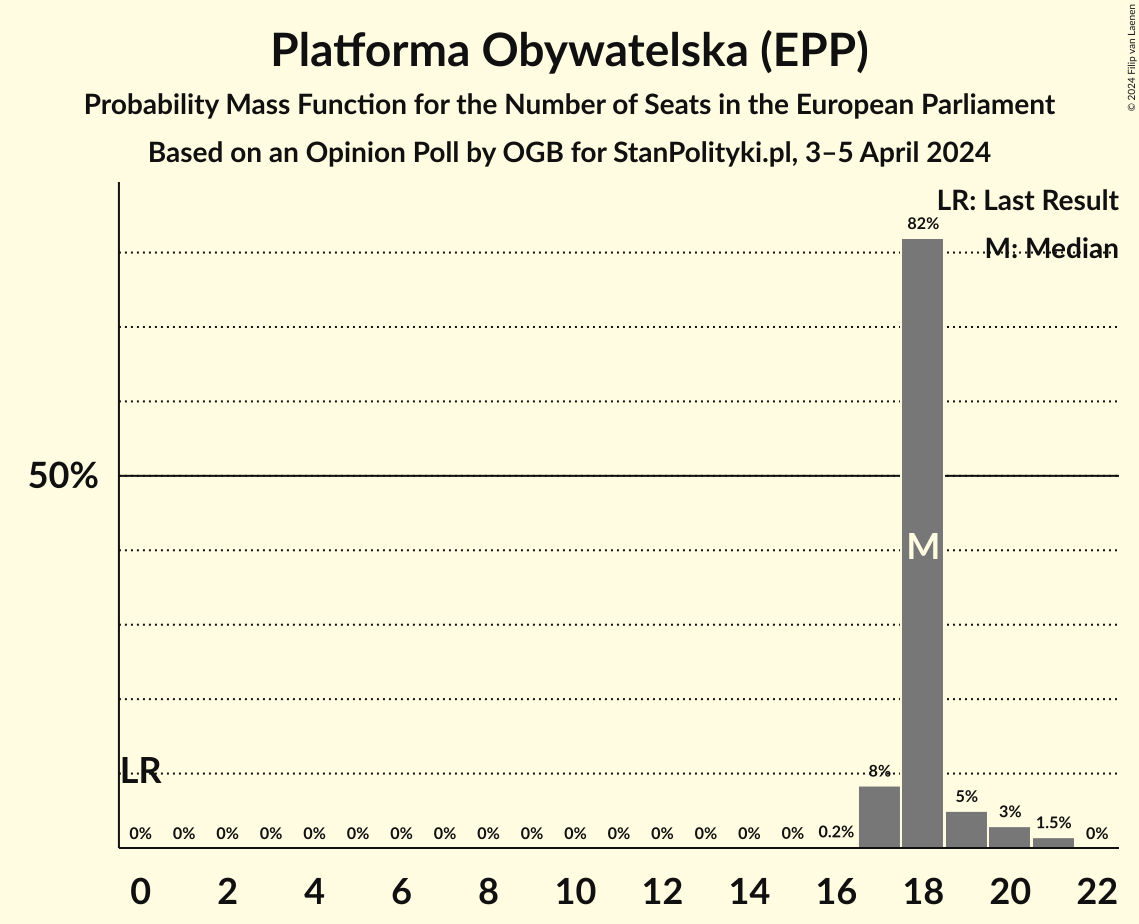 Platforma Obywatelska (EPP)
Probability Mass Function for the Number of Seats in the European Parliament
Based on an Opinion Poll by OGB for StanPolityki.pl, 3–5 April 2024
© 2024 Filip van Laenen
LR: Last Result
M: Median
82%
50%
M
LR
0% 0% 0% 0% 0% 0% 0% 0% 0% 0% 0% 0% 0% 0% 0% 0% 0.2% 8% 5% 3% 1.5% 0%
0 2 4 6 8 10 12 14 16 18 20 22